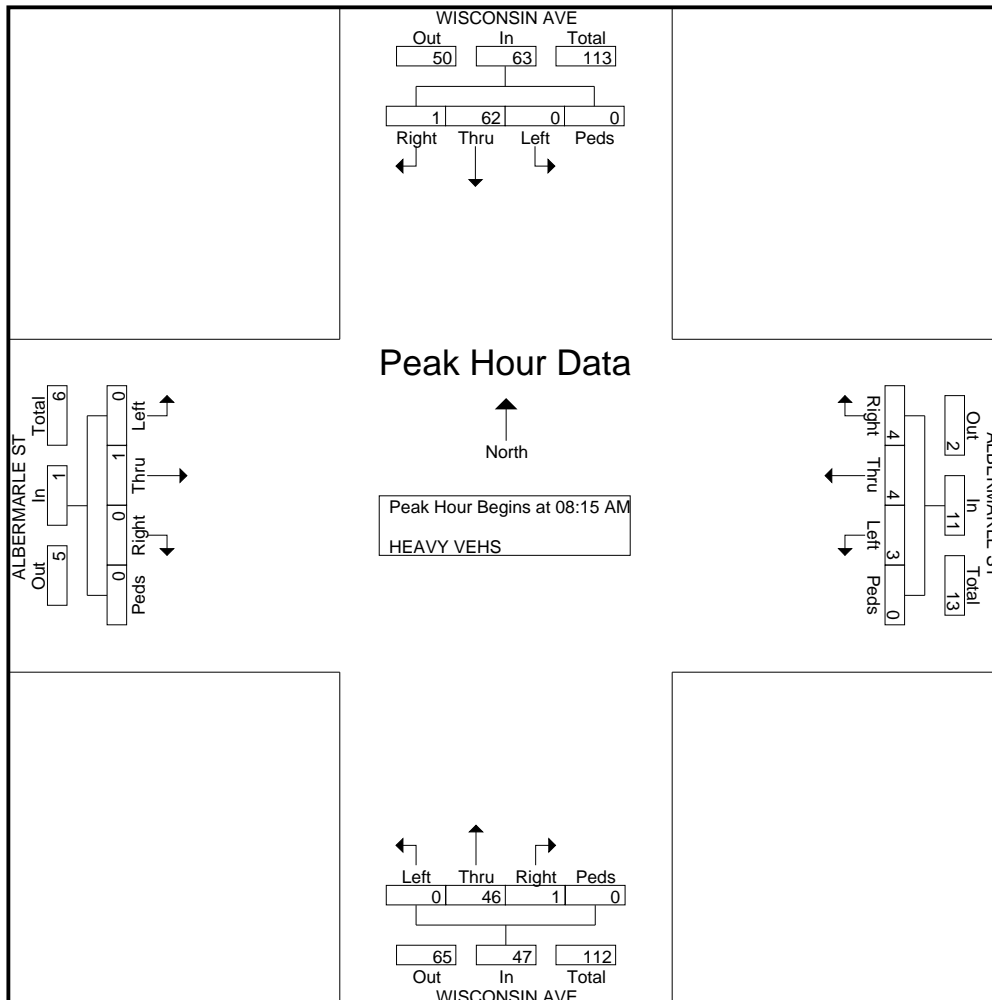 WISCONSIN AVE
Out In Total
50 63 113
1 62 0 0
Right Thru Left Peds
Peak Hour Data
North
Peak Hour Begins at 08:15 AM
HEAVY VEHS
ALBERMARLE ST
Total In Out
6 1 5
0 1 0 0
Left Thru Right Peds
ALBERMARLE ST
Out In Total
2 11 13
4 4 3 0
Right Thru Left Peds
Left Thru Right Peds
0 46 1 0
65 47 112
Out In Total
WISCONSIN AVE